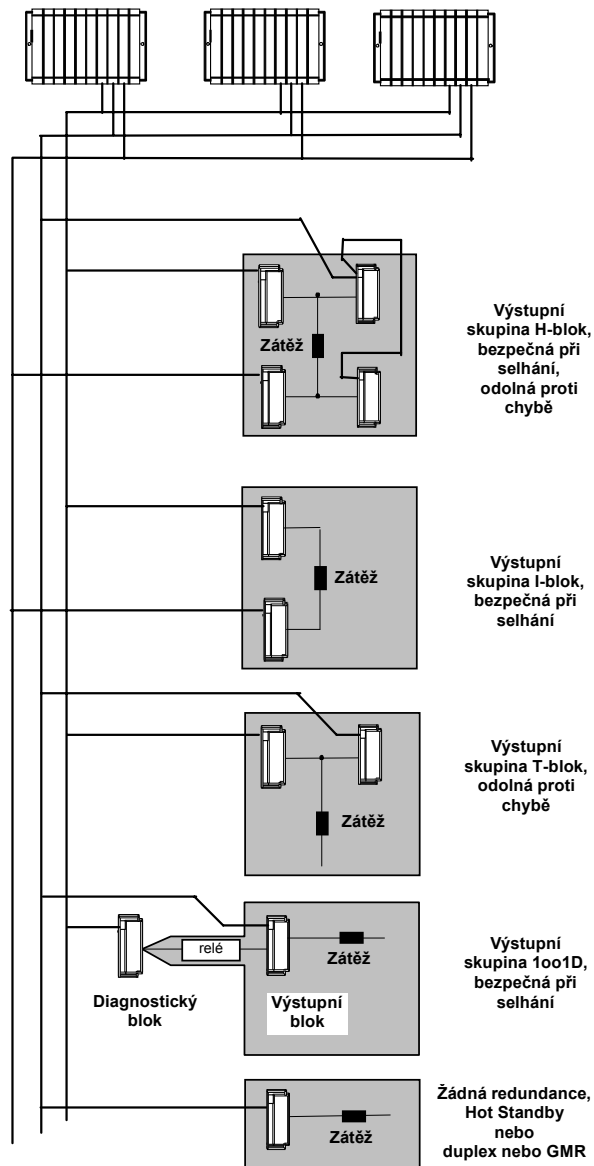 Zátěž
Výstupní
skupina H-blok,
bezpečná při
selhání,
odolná proti
chybě
Zátěž
Výstupní
skupina I-blok,
bezpečná při
selhání
Zátěž
Výstupní
skupina T-blok,
odolná proti
chybě
relé
Zátěž
Diagnostický
blok
Výstupní
blok
Výstupní
skupina 1oo1D,
bezpečná při
selhání
Zátěž
Žádná redundance,
Hot Standby
nebo
duplex nebo GMR